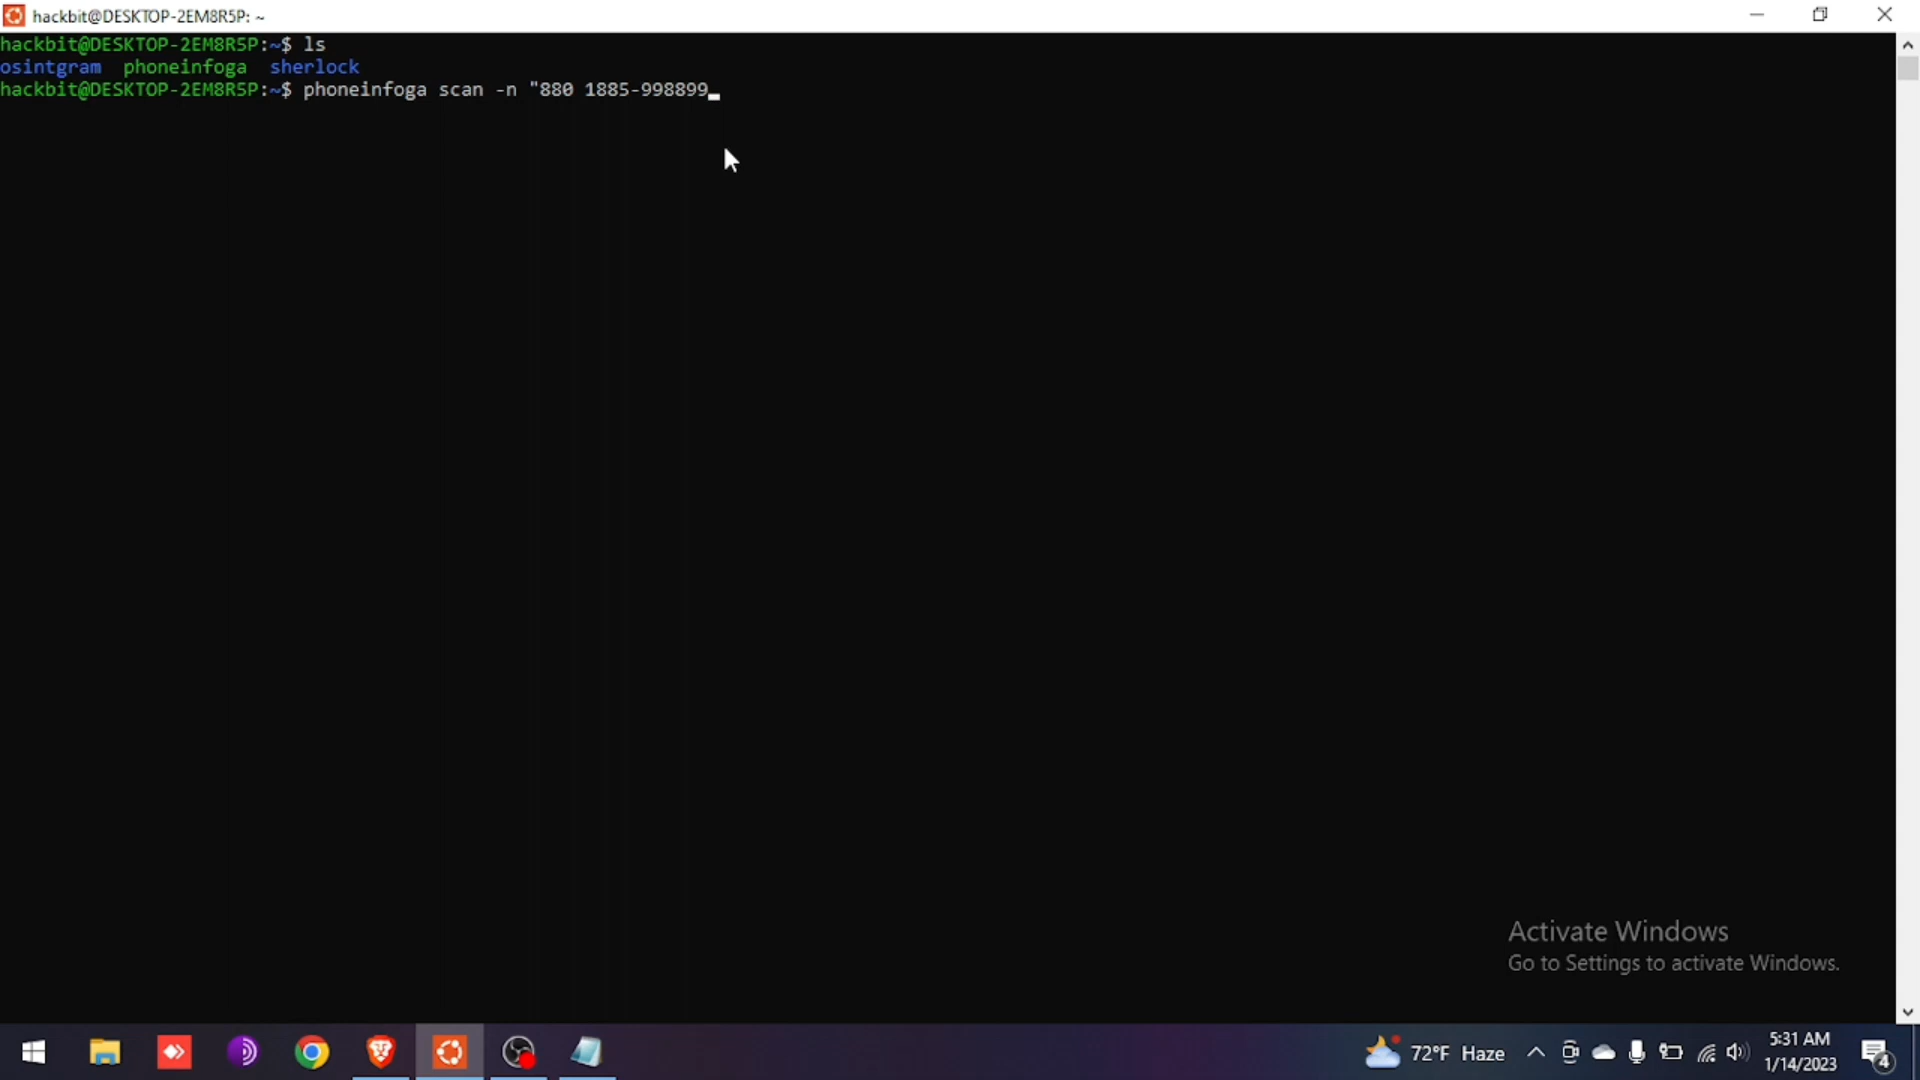 hackbit@DESKTOP-2EM8R5P: ~
hackbit@DESKTOP-2EM8R5P:~$ ls
osintgram phoneinfoga sherlock
hackbit@DESKTOP-2EM8R5P:~$ phoneinfoga scan -n "880 1885-998899
Activate Windows
Go to Settings to activate Windows.
72°F Haze
5:31 AM
1/14/2023
4